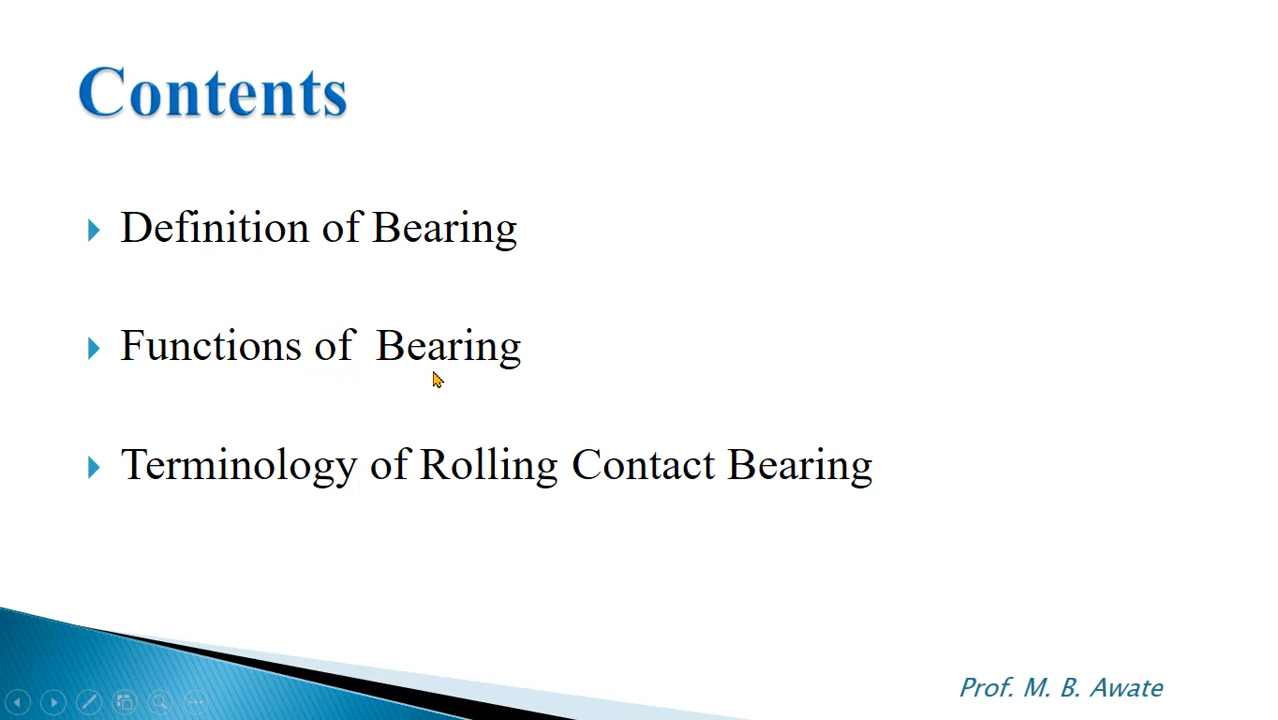 Contents
Definition of Bearing
Functions of  Bearing
Terminology of Rolling Contact Bearing
Prof. M. B. Awate